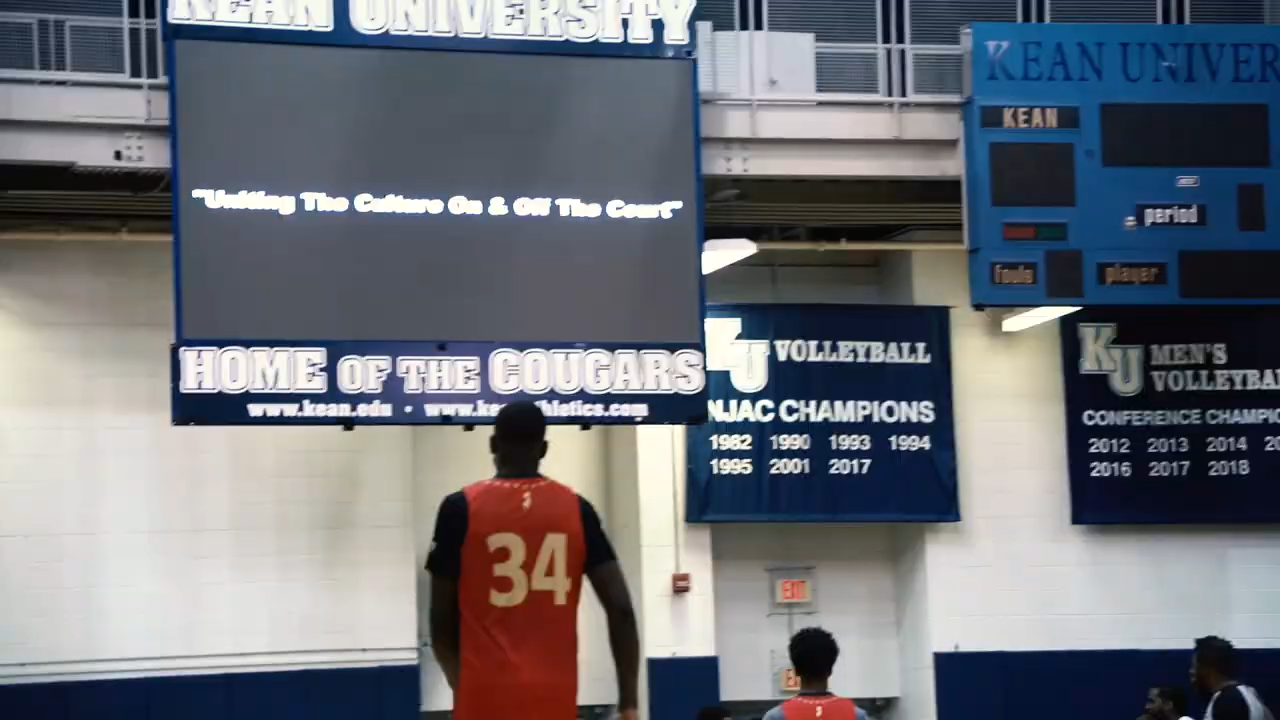 KEAN UNIVERSITY
"Uniting The Culture On & Off The Court"
HOME OF THE COUGARS
www.kean.edu •
KEAN
period
fouls
player
KU VOLLEYBALL
NJAC CHAMPIONS
1982 1990 1993 1994
1995 2001 2017
KU MEN'S
CONFERENCE
2012 2013 2014
2016 2017 2018
34
EXIT